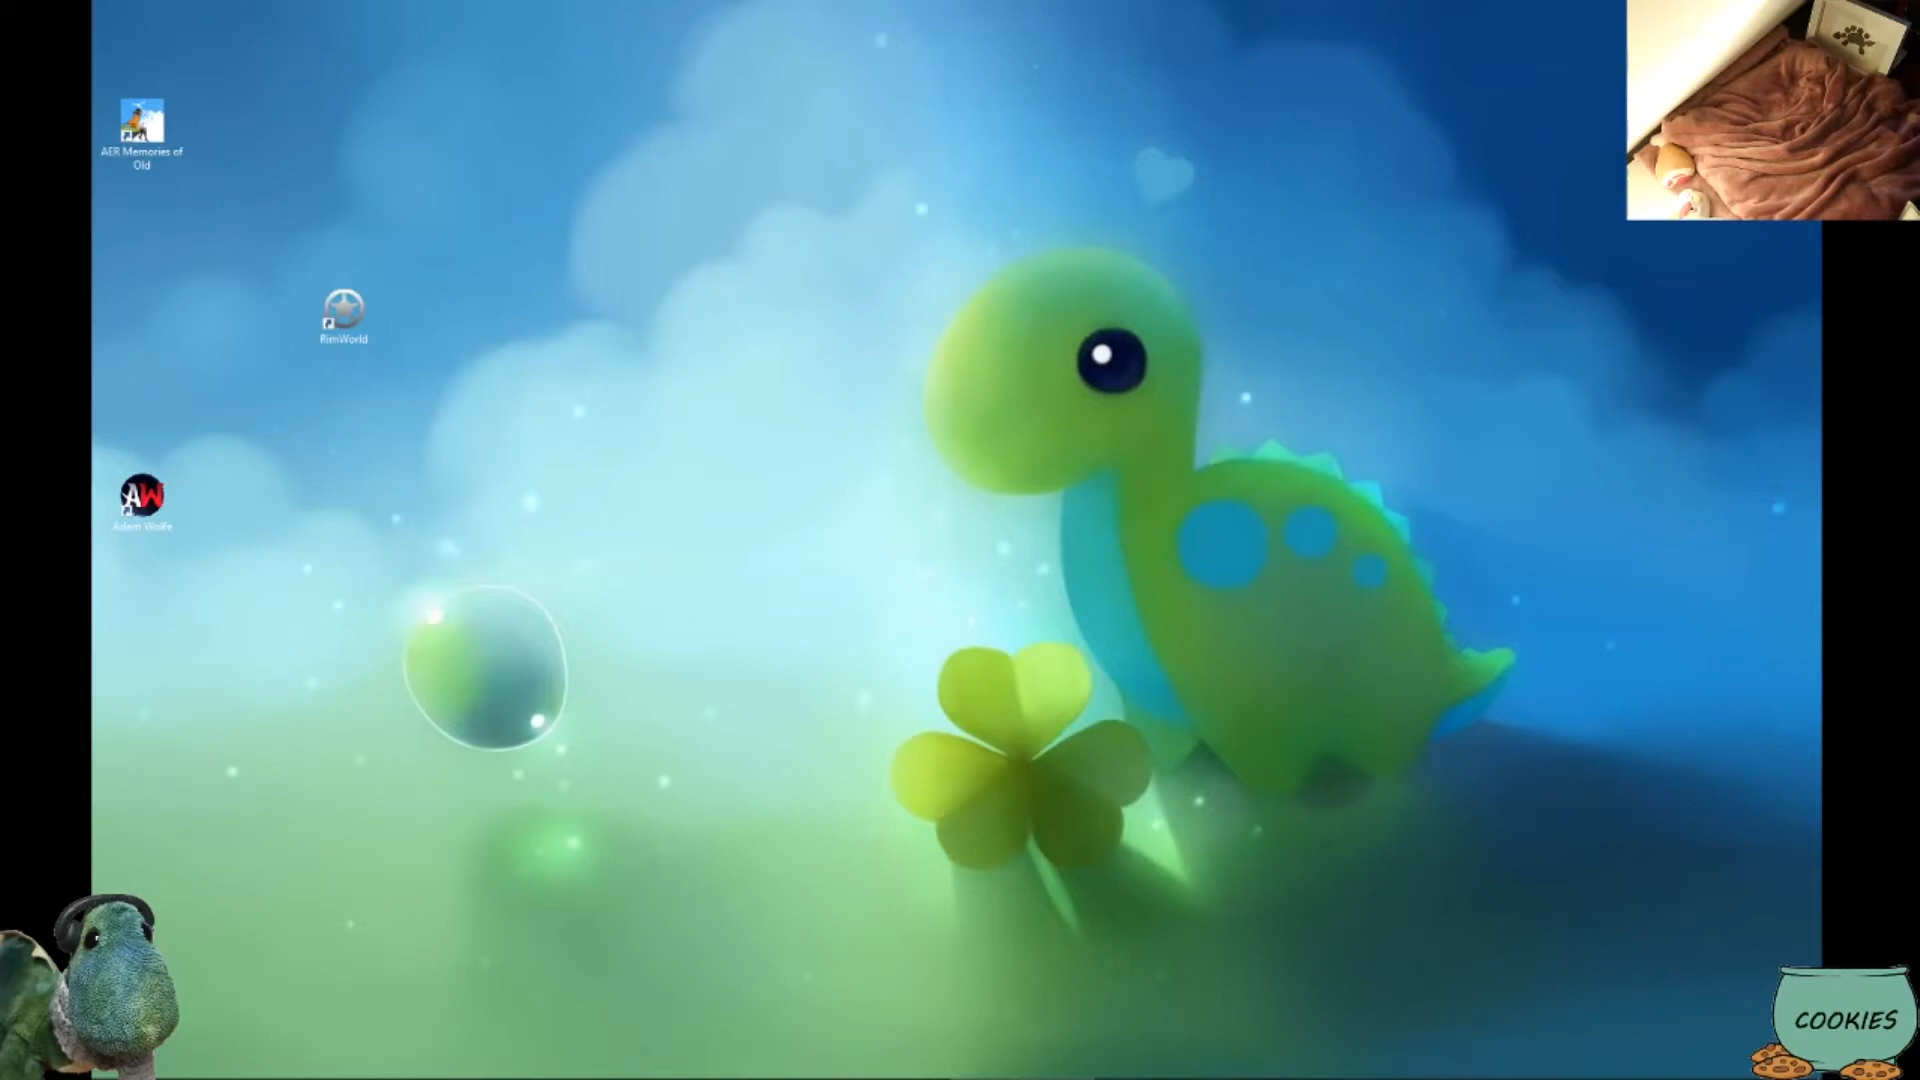 AER Memories of
Old
RimWorld
AW
Adam Wolfe
COOKIES